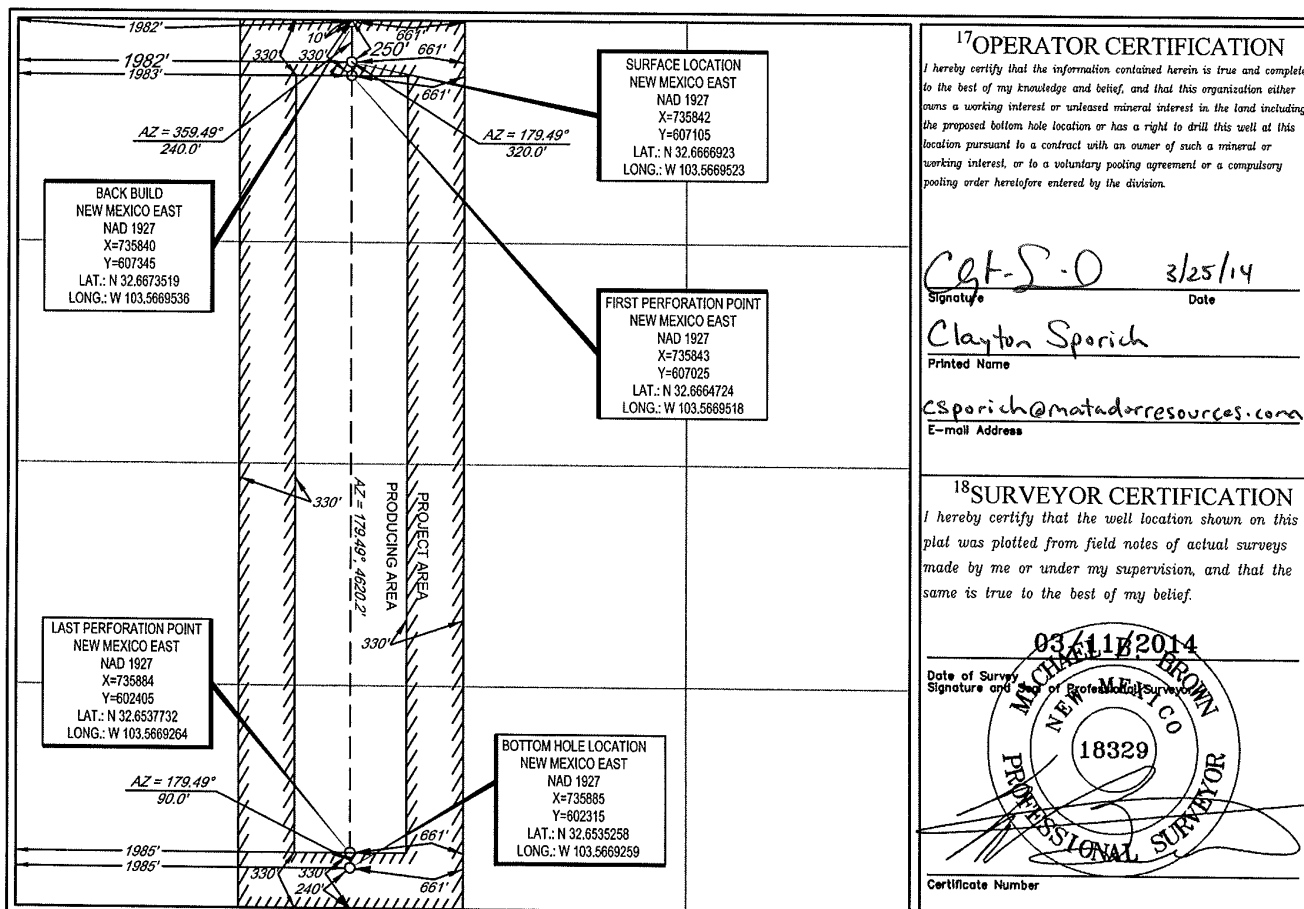 1982'
10'
661'
330'
330'
250'
661'
1982'
1983'
661'
AZ = 359.49°
240.0'
AZ = 179.49°
320.0'
SURFACE LOCATION
NEW MEXICO EAST
NAD 1927
X=735842
Y=607105
LAT.: N 32.6666923
LONG.: W 103.5669523
BACK BUILD
NEW MEXICO EAST
NAD 1927
X=735840
Y=607345
LAT.: N 32.6673519
LONG.: W 103.5669536
FIRST PERFORATION POINT
NEW MEXICO EAST
NAD 1927
X=735843
Y=607025
LAT.: N 32.6664724
LONG.: W 103.5669518
330'
AZ = 179.49°, 4620.2'
PRODUCING AREA
PROJECT AREA
330'
LAST PERFORATION POINT
NEW MEXICO EAST
NAD 1927
X=735884
Y=602405
LAT.: N 32.6537732
LONG.: W 103.5669264
AZ = 179.49°
90.0'
BOTTOM HOLE LOCATION
NEW MEXICO EAST
NAD 1927
X=735885
Y=602315
LAT.: N 32.6535258
LONG.: W 103.5669259
1985'
661'
1985'
330'
330'
240'
661'
17OPERATOR CERTIFICATION
I hereby certify that the information contained herein is true and complete
to the best of my knowledge and belief, and that this organization either
owns a working interest or unleased mineral interest in the land including
the proposed bottom hole location or has a right to drill this well at this
location pursuant to a contract with an owner of such a mineral or
working interest, or to a voluntary pooling agreement or a compulsory
pooling order heretofore entered by the division.
3/25/14
Signature Date
Clayton Sporich
Printed Name
csporich@matadorresources.com
E-mail Address
18SURVEYOR CERTIFICATION
I hereby certify that the well location shown on this
plat was plotted from field notes of actual surveys
made by me or under my supervision, and that the
same is true to the best of my belief.
03/11/2014
Date of Survey
Signature and Seal of Professional Surveyor
MICHAEL B. BROWN
NEW MEXICO
18329
PROFESSIONAL SURVEYOR
Certificate Number